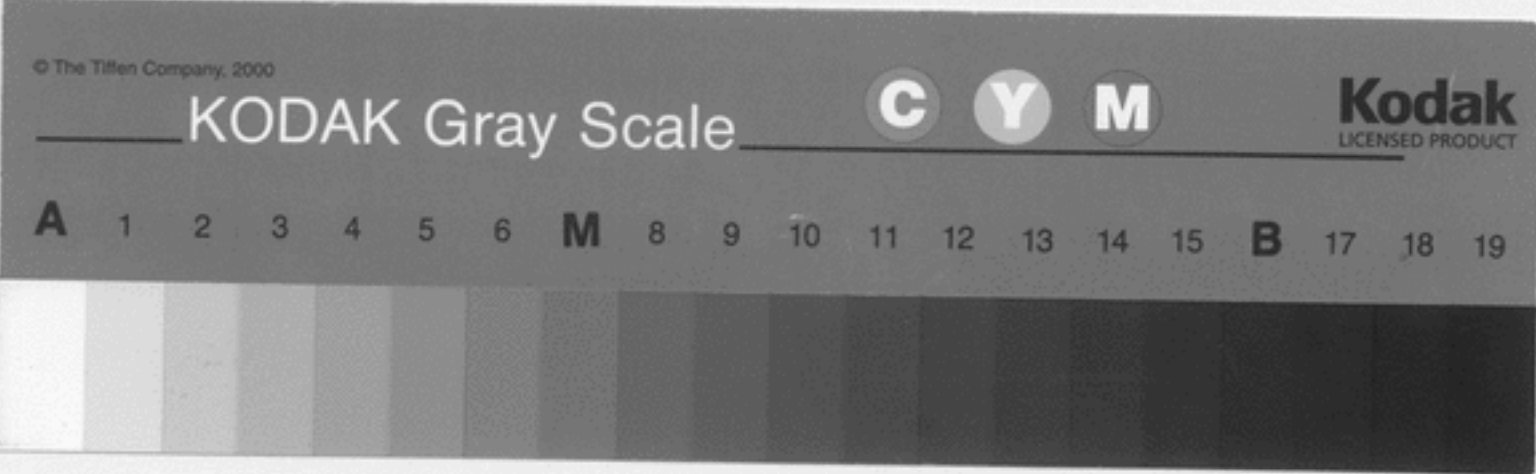 © The Tiffen Company, 2000
KODAK Gray Scale
C Y M
Kodak
LICENSED PRODUCT
A 1 2 3 4 5 6 M 8 9 10 11 12 13 14 15 B 17 18 19